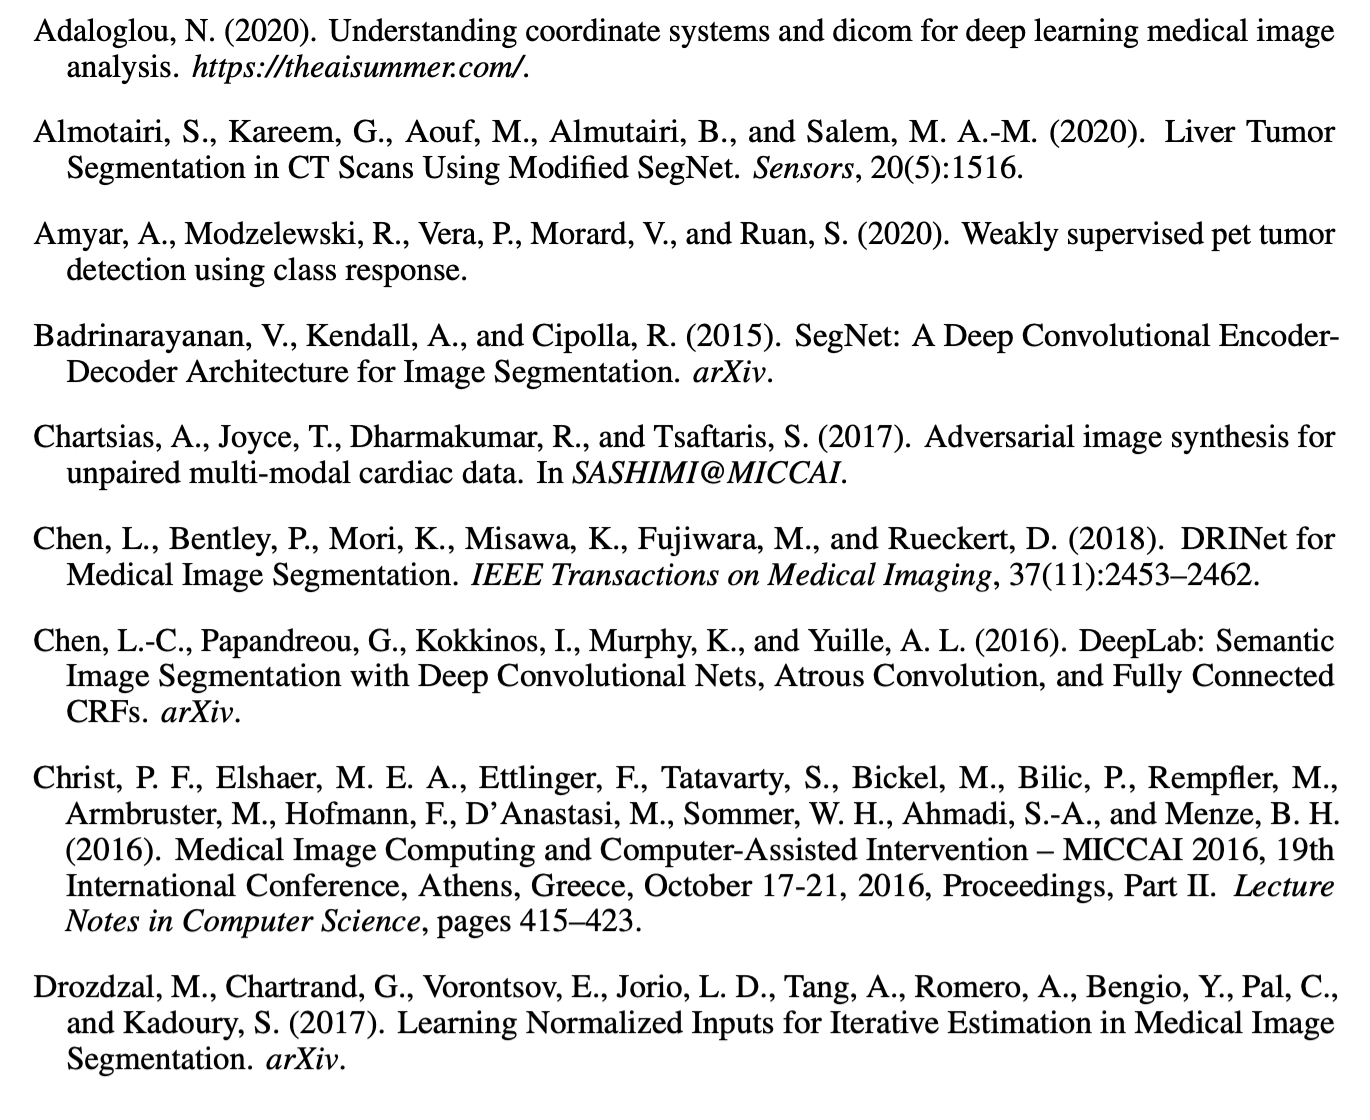 Adaloglou, N. (2020). Understanding coordinate systems and dicom for deep learning medical image
analysis. https://theaisummer.com/.
Almotairi, S., Kareem, G., Aouf, M., Almutairi, B., and Salem, M. A.-M. (2020). Liver Tumor
Segmentation in CT Scans Using Modified SegNet. Sensors, 20(5):1516.
Amyar, A., Modzelewski, R., Vera, P., Morard, V., and Ruan, S. (2020). Weakly supervised pet tumor
detection using class response.
Badrinarayanan, V., Kendall, A., and Cipolla, R. (2015). SegNet: A Deep Convolutional Encoder-
Decoder Architecture for Image Segmentation. arXiv.
Chartsias, A., Joyce, T., Dharmakumar, R., and Tsaftaris, S. (2017). Adversarial image synthesis for
unpaired multi-modal cardiac data. In SASHIMI@MICCAI.
Chen, L., Bentley, P., Mori, K., Misawa, K., Fujiwara, M., and Rueckert, D. (2018). DRINet for
Medical Image Segmentation. IEEE Transactions on Medical Imaging, 37(11):2453–2462.
Chen, L.-C., Papandreou, G., Kokkinos, I., Murphy, K., and Yuille, A. L. (2016). DeepLab: Semantic
Image Segmentation with Deep Convolutional Nets, Atrous Convolution, and Fully Connected
CRFs. arXiv.
Christ, P. F., Elshaer, M. E. A., Ettlinger, F., Tatavarty, S., Bickel, M., Bilic, P., Rempfler, M.,
Armbruster, M., Hofmann, F., D'Anastasi, M., Sommer, W. H., Ahmadi, S.-A., and Menze, B. H.
(2016). Medical Image Computing and Computer-Assisted Intervention – MICCAI 2016, 19th
International Conference, Athens, Greece, October 17-21, 2016, Proceedings, Part II. Lecture
Notes in Computer Science, pages 415–423.
Drozdzal, M., Chartrand, G., Vorontsov, E., Jorio, L. D., Tang, A., Romero, A., Bengio, Y., Pal, C.,
and Kadoury, S. (2017). Learning Normalized Inputs for Iterative Estimation in Medical Image
Segmentation. arXiv.